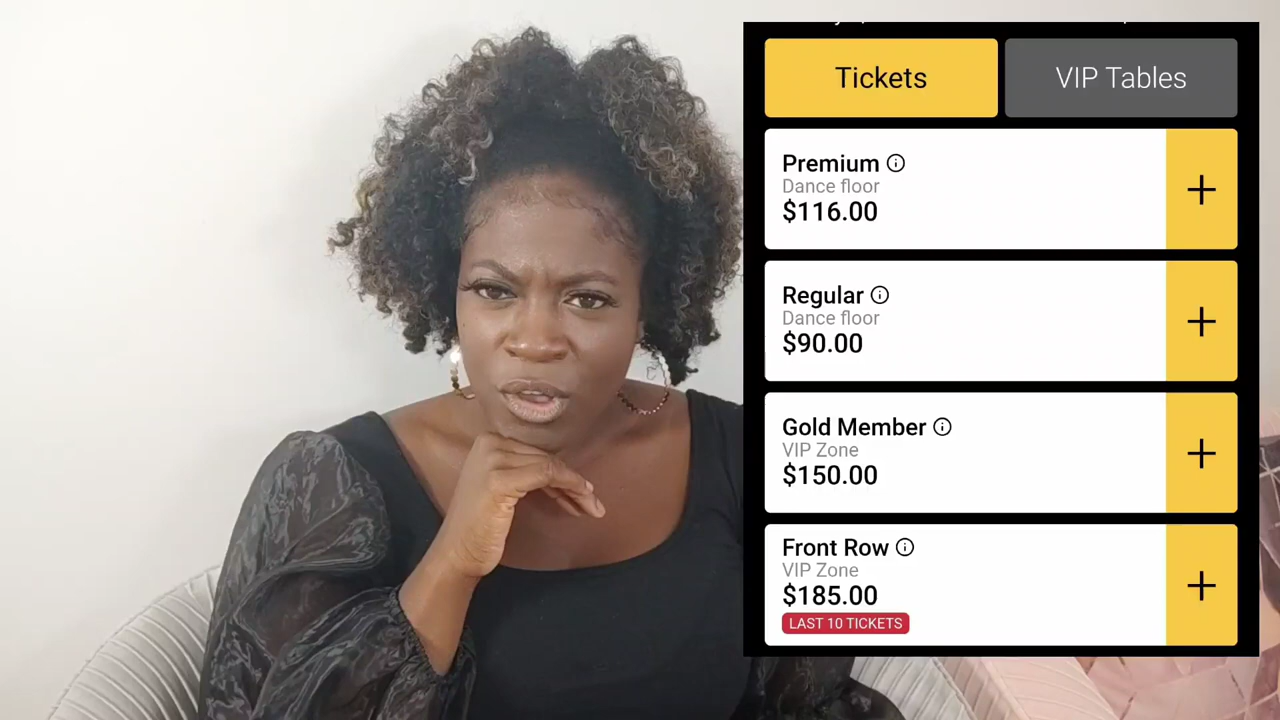 Tickets
VIP Tables
Premium
Dance floor
$116.00
Regular
Dance floor
$90.00
Gold Member
VIP Zone
$150.00
Front Row
VIP Zone
$185.00
LAST 10 TICKETS